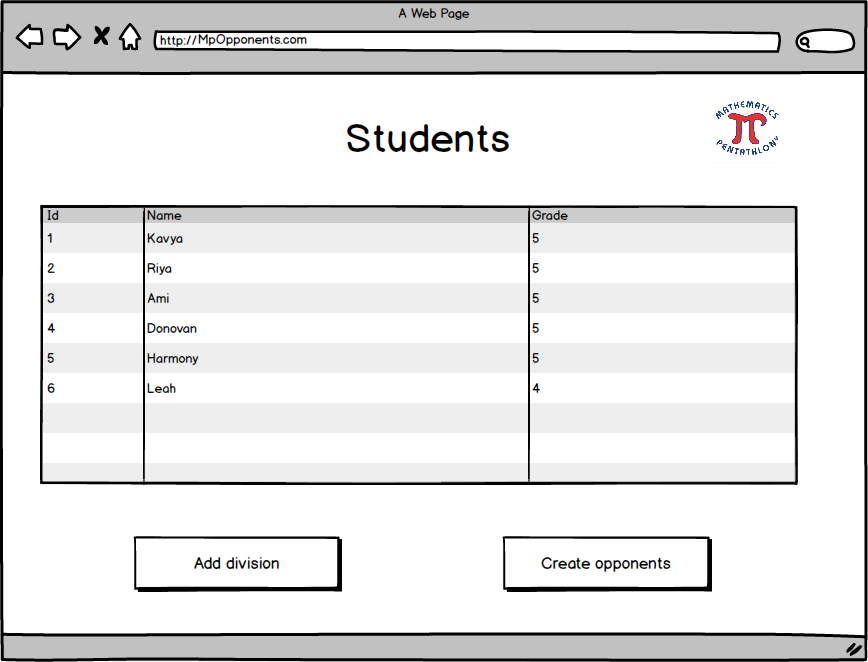 A Web Page
http://MpOpponents.com
Students
MATHEMATICS
PENTATHLON
Id Name Grade
1 Kavya 5
2 Riya 5
3 Ami 5
4 Donovan 5
5 Harmony 5
6 Leah 4
Add division Create opponents